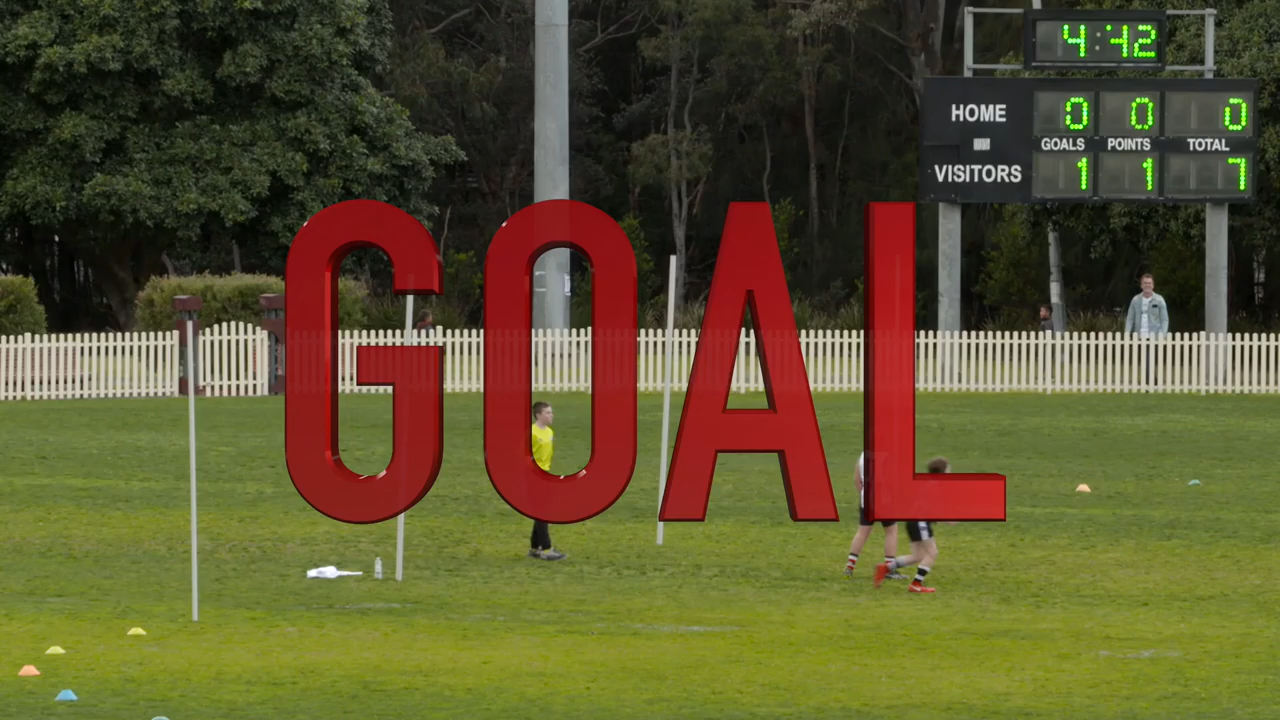 4:42
HOME 0 0 0
GOALS POINTS TOTAL
VISITORS 1 1 7
GOAL